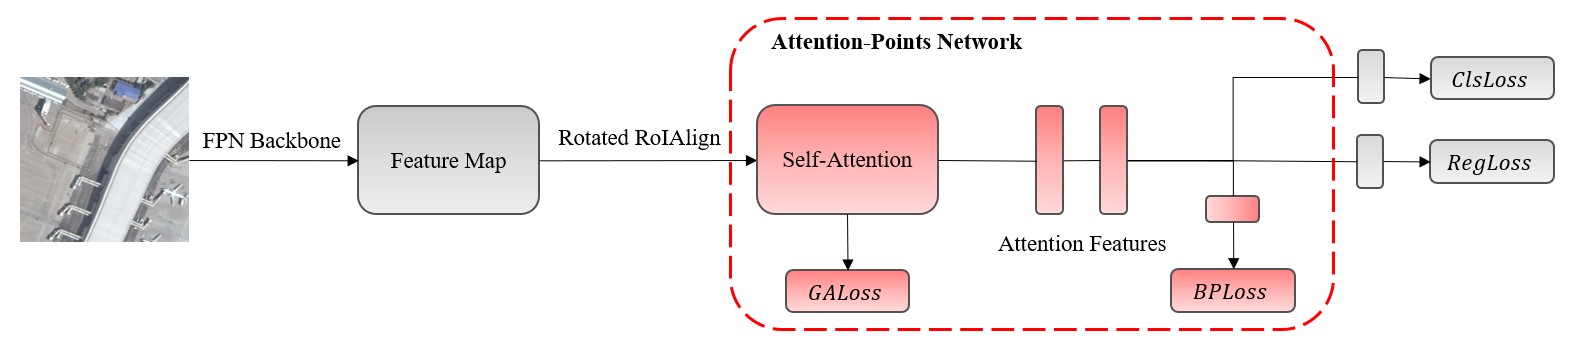 Attention-Points Network
FPN Backbone
Feature Map
Rotated RoIAlign
Self-Attention
Attention Features
GALoss
BPLoss
ClsLoss
RegLoss